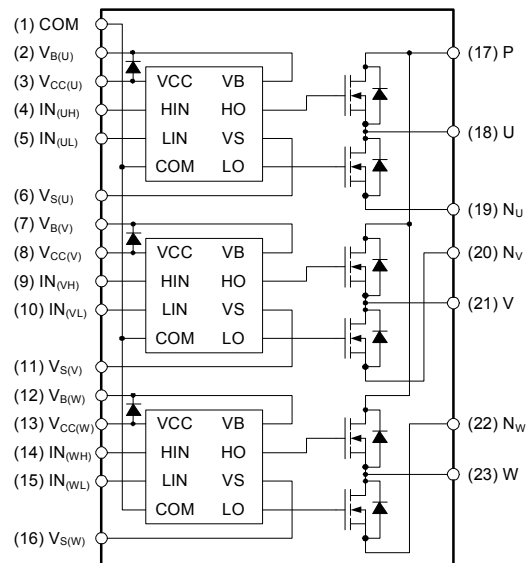 (1) COM
(2) VB(U)
(3) VCC(U)
(4) IN(UH)
(5) IN(UL)
(6) VS(U)
(7) VB(V)
(8) VCC(V)
(9) IN(VH)
(10) IN(VL)
(11) VS(V)
(12) VB(W)
(13) VCC(W)
(14) IN(WH)
(15) IN(WL)
(16) VS(W)
VCC VB
HIN HO
LIN VS
COM LO
VCC VB
HIN HO
LIN VS
COM LO
VCC VB
HIN HO
LIN VS
COM LO
(17) P
(18) U
(19) NU
(20) NV
(21) V
(22) NW
(23) W